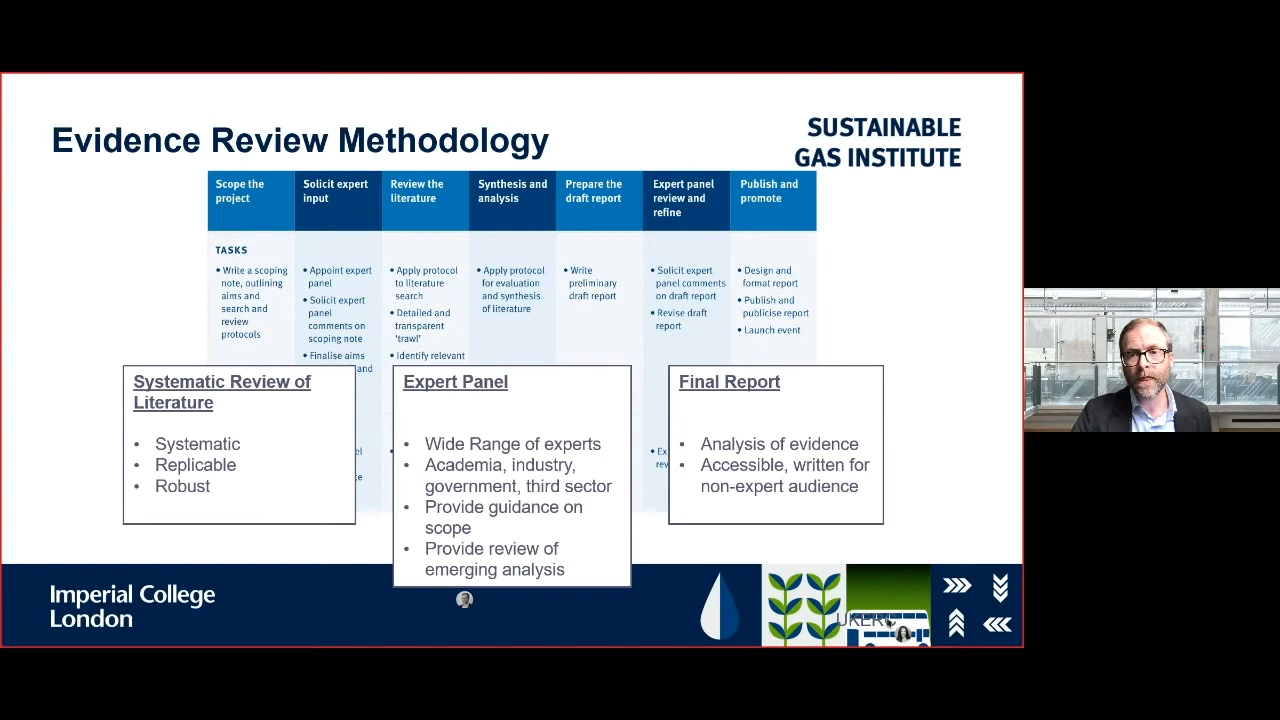 Evidence Review Methodology
SUSTAINABLE
GAS INSTITUTE
Scope the
project
Solicit expert
input
Review the
literature
Synthesis and
analysis
Prepare the
draft report
Expert panel
review and
refine
Publish and
promote
TASKS
• Write a scoping
note, outlining
aims and
search and
review
protocols
• Appoint expert
panel
• Solicit expert
panel
comments on
scoping note
• Finalise aims
and
• Apply protocol
to literature
search
• Detailed and
transparent
'trawl'
• Identify relevant
• Apply protocol
for evaluation
and synthesis
of literature
• Write
preliminary
draft report
• Solicit expert
panel comments
on draft report
• Revise draft
report
• Design and
format report
• Publish and
publicise report
• Launch event
Systematic Review of
Literature
• Systematic
• Replicable
• Robust
Expert Panel
• Wide Range of experts
• Academia, industry,
government, third sector
• Provide guidance on
scope
• Provide review of
emerging analysis
Final Report
• Analysis of evidence
• Accessible, written for
non-expert audience
Imperial College
London
UKERC